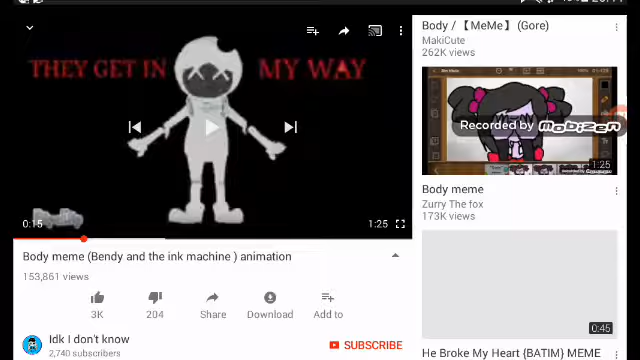 THEY GET IN MY WAY
0:15
1:25
Body meme (Bendy and the ink machine ) animation
153,861 views
3K
204
Share
Download
Add to
Idk I don't know
2,740 subscribers
SUBSCRIBE
Body / 【MeMe】 (Gore)
MakiCute
262K views
Recorded by mobizen
1:25
Body meme
Zurry The fox
173K views
0:45
He Broke My Heart (BATIM) MEME